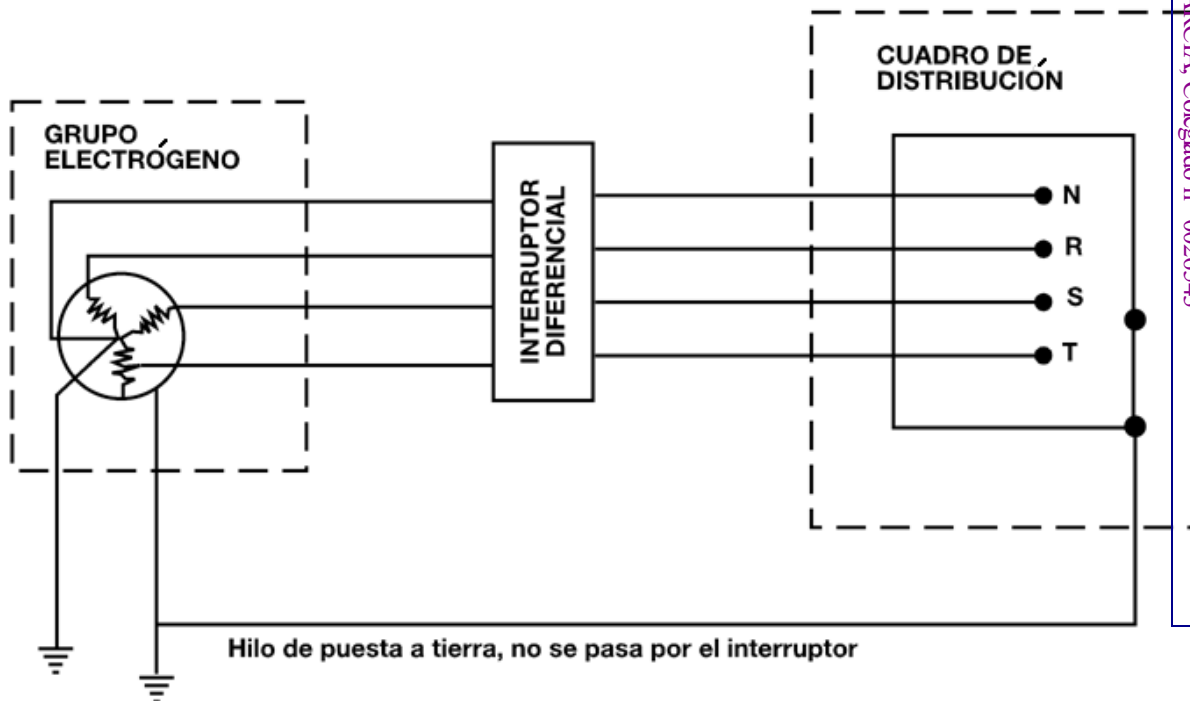 CUADRO DE
DISTRIBUCIÓN
GRUPO
ELECTRÓGENO
INTERRUPTOR
DIFERENCIAL
N
R
S
T
Hilo de puesta a tierra, no se pasa por el interruptor